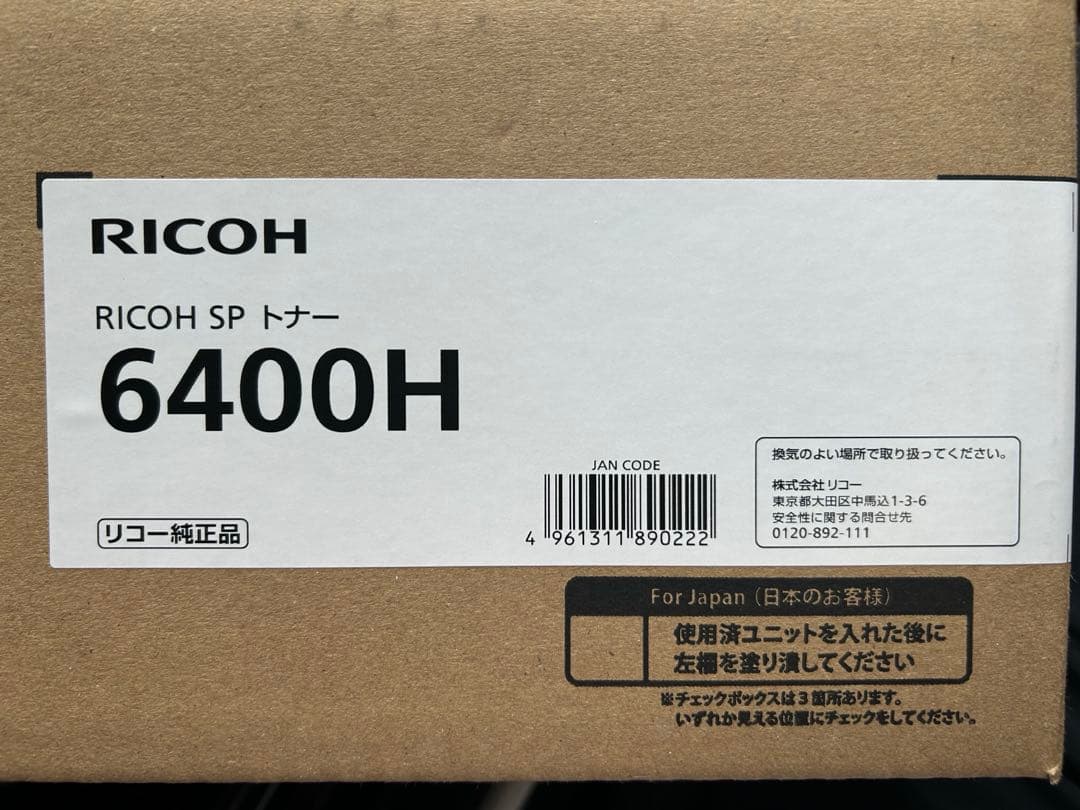 RICOH
RICOH SP トナー
6400H
リコー純正品
JAN CODE
4 961311 890222
換気のよい場所で取り扱ってください。
株式会社リコー
東京都大田区中馬込1-3-6
安全性に関する問合せ先
0120-892-111
For Japan(日本のお客様)
使用済ユニットを入れた後に
左欄を塗り潰してください
※チェックボックスは3箇所あります。
いずれか見える位置にチェックをしてください。